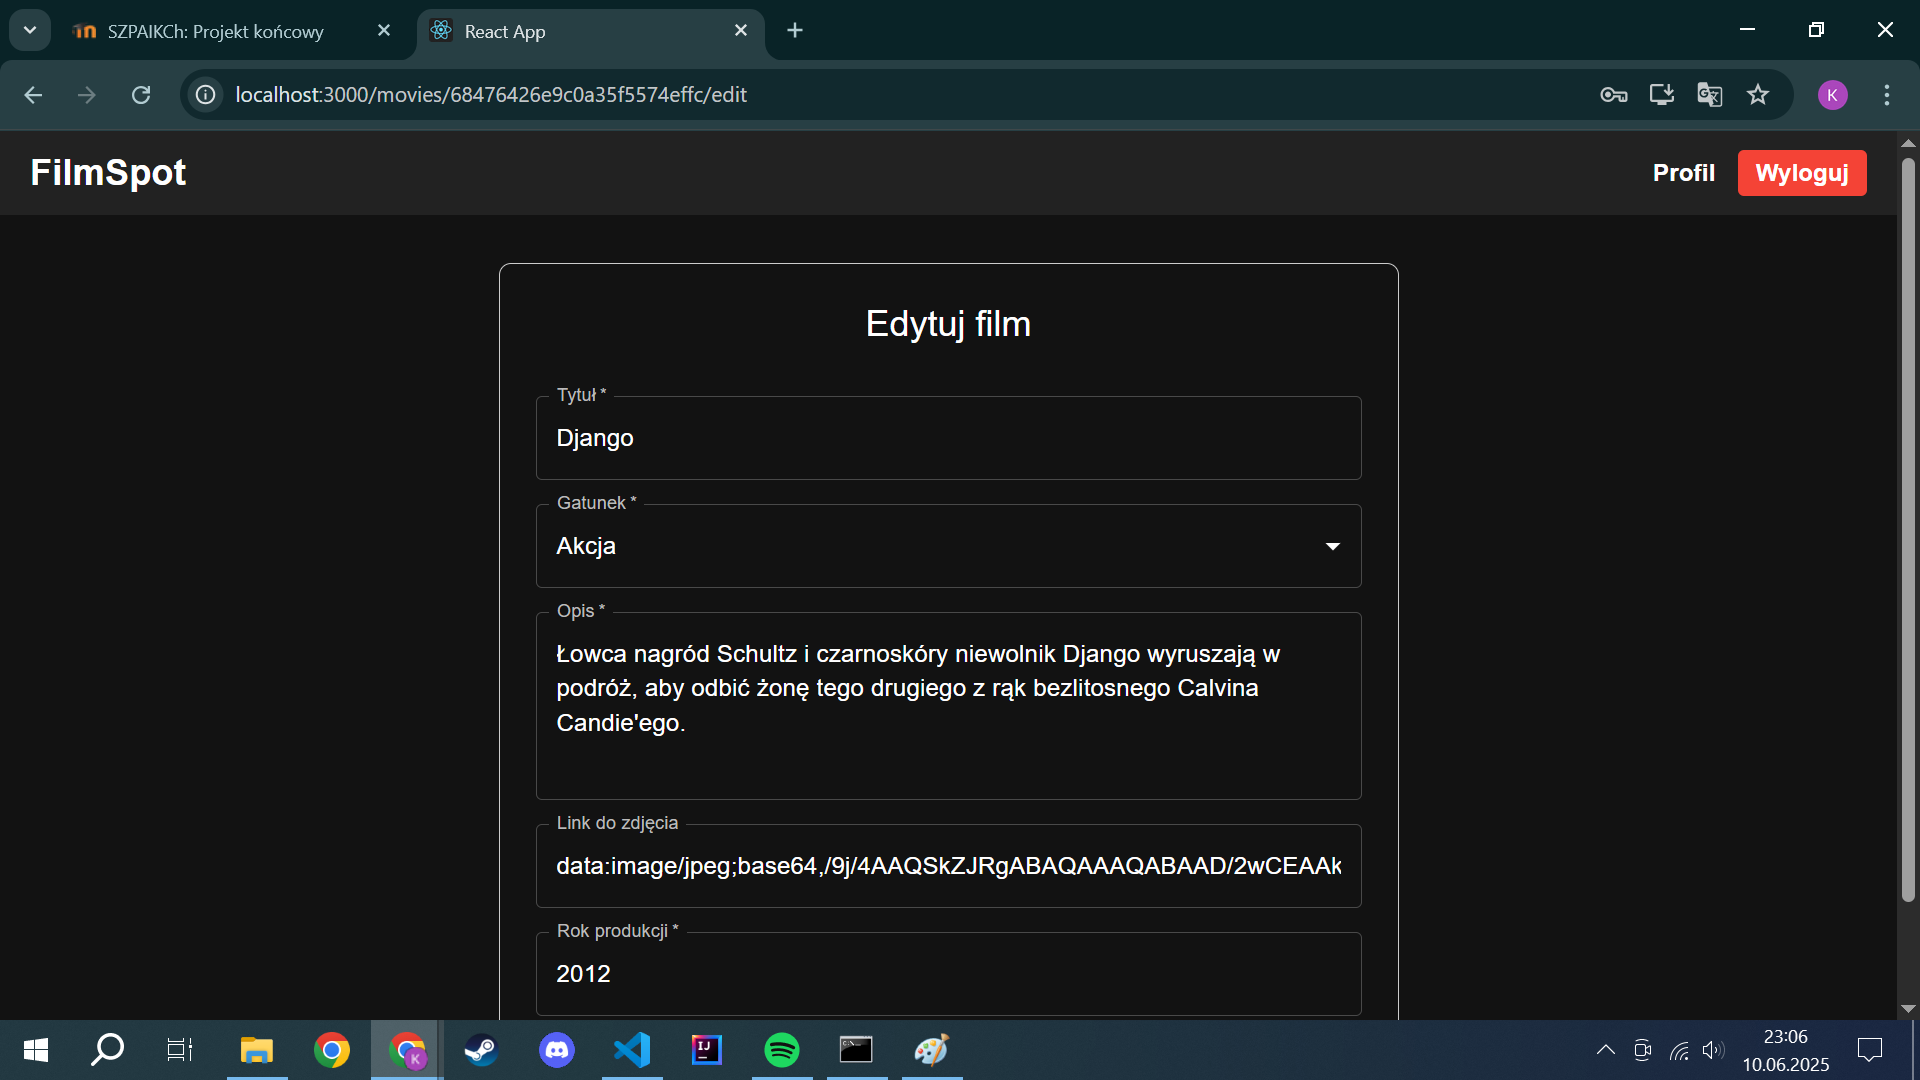 SZPAIKCh: Projekt końcowy
React App
localhost:3000/movies/68476426e9c0a35f5574effc/edit
K
FilmSpot
Profil
Wyloguj
Edytuj film
Tytuł *
Django
Gatunek *
Akcja
Opis *
Łowca nagród Schultz i czarnoskóry niewolnik Django wyruszają w
podróż, aby odbić żonę tego drugiego z rąk bezlitosnego Calvina
Candie'ego.
Link do zdjęcia
data:image/jpeg;base64,/9j/4AAQSkZJRgABAQAAAQABAAD/2wCEAAk
Rok produkcji *
2012
K
IJ
23:06
10.06.2025